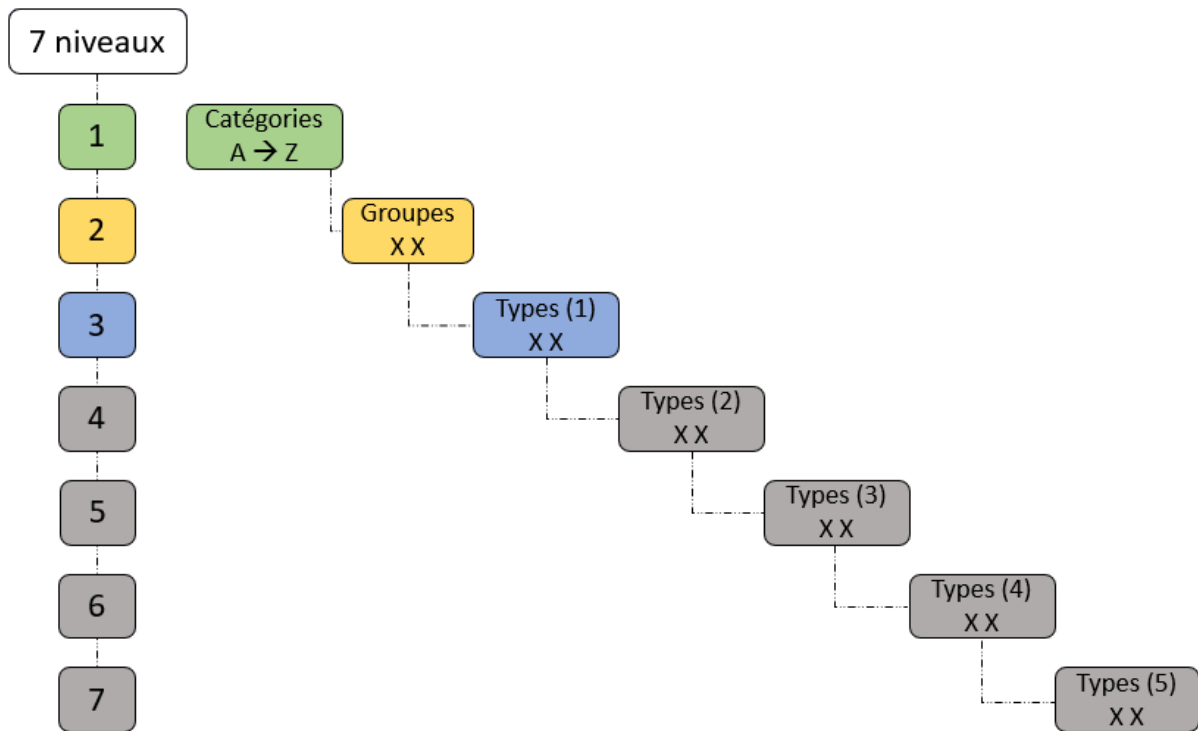 7 niveaux
1
Catégories
A → Z
2
Groupes
X X
3
Types (1)
X X
4
Types (2)
X X
5
Types (3)
X X
6
Types (4)
X X
7
Types (5)
X X